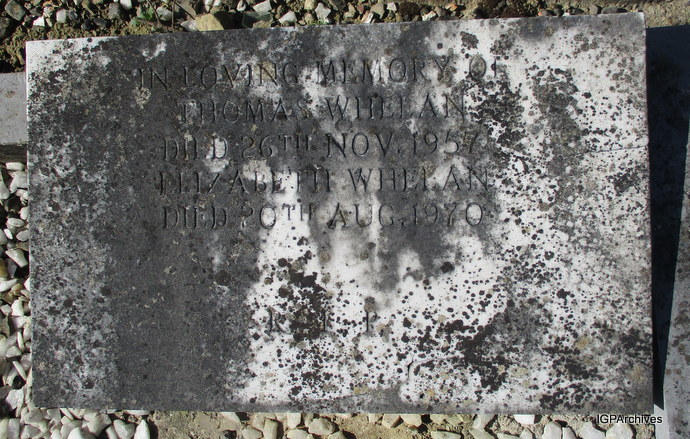 IN LOVING MEMORY OF
THOMAS WHELAN
DIED 26TH NOV. 1957
ELIZABETH WHELAN
DIED 20TH AUG. 1970
R. I. P.
IGPArchives